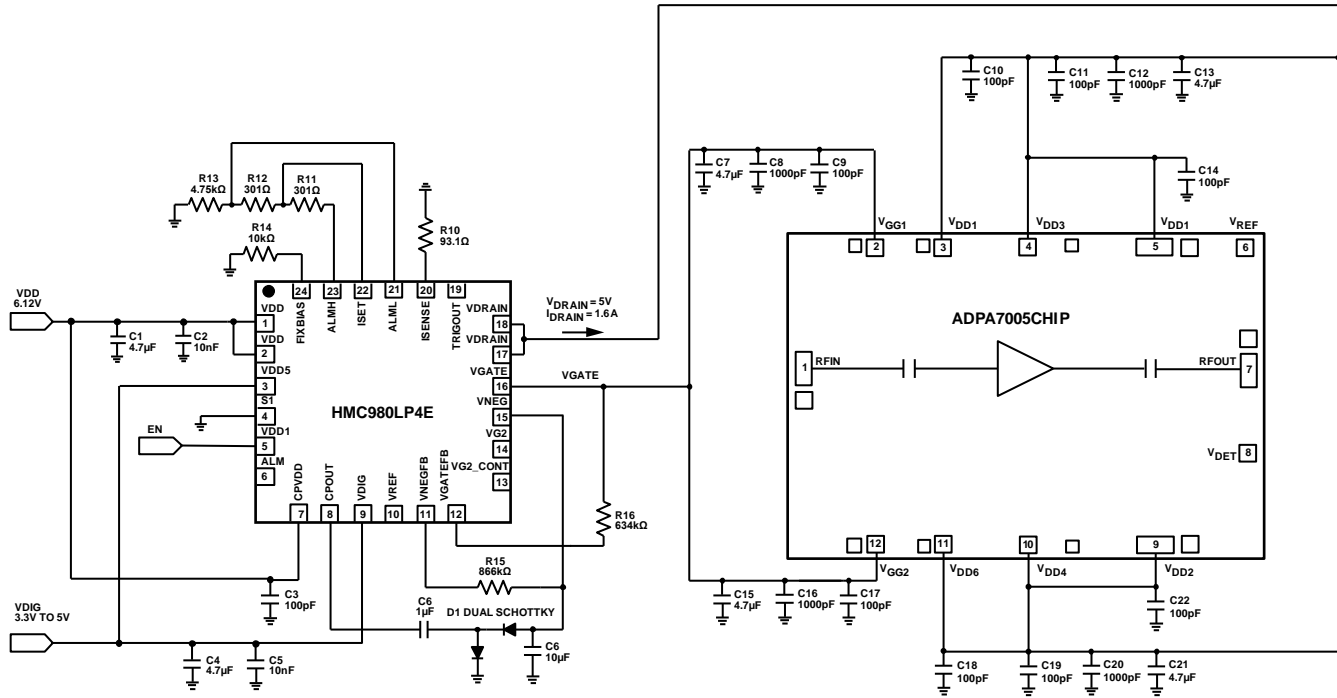 C10
100pF
C11
100pF
C12
1000pF
C13
4.7µF
C7
4.7µF
C8
1000pF
C9
100pF
C14
100pF
R13
4.75kΩ
R12
301Ω
R11
301Ω
R14
10kΩ
R10
93.1Ω
VDD
6.12V
C1
4.7µF
C2
10nF
24
23
22
21
20
19
FIXBIAS
ALMH
ISET
ALML
ISENSE
TRIGOUT
VDD
1
VDD
2
VDD5
3
S1
4
VDD1
5
ALM
6
EN
HMC980LP4E
VDRAIN
18
VDRAIN
17
VGATE
16
VNEG
15
VG2
14
VG2_CONT
13
CPVDD
CPOUT
VDIG
VREF
VNEGFB
VGATEFB
7
8
9
10
11
12
VDRAIN = 5V
IDRAIN = 1.6A
VGATE
R16
634kΩ
R15
866kΩ
C3
100pF
C6
1µF
D1 DUAL SCHOTTKY
C6
10µF
VDIG
3.3V TO 5V
C4
4.7µF
C5
10nF
VGG1
VDD1
VDD3
VDD1
VREF
2
3
4
5
6
ADPA7005CHIP
1
RFIN
RFOUT
7
VDET
8
12
11
10
9
VGG2
VDD6
VDD4
VDD2
C15
4.7µF
C16
1000pF
C17
100pF
C22
100pF
C18
100pF
C19
100pF
C20
1000pF
C21
4.7µF